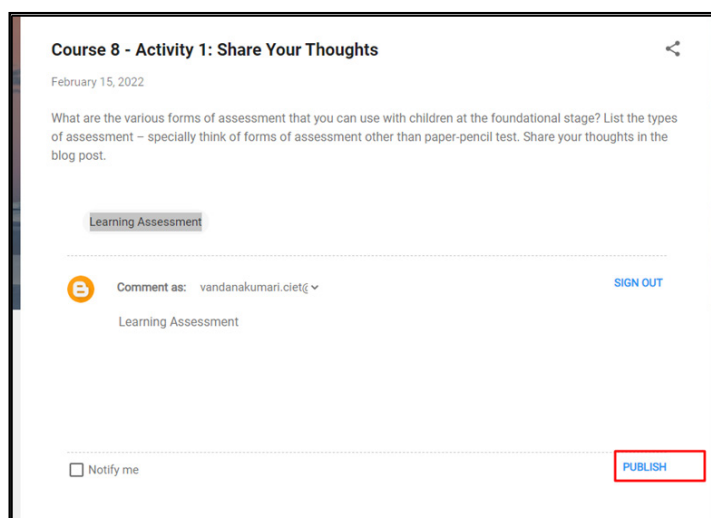 Course 8 - Activity 1: Share Your Thoughts
February 15, 2022
What are the various forms of assessment that you can use with children at the foundational stage? List the types
of assessment – specially think of forms of assessment other than paper-pencil test. Share your thoughts in the
blog post.
Learning Assessment
Comment as: vandanakumari.ciet@
SIGN OUT
Learning Assessment
Notify me
PUBLISH